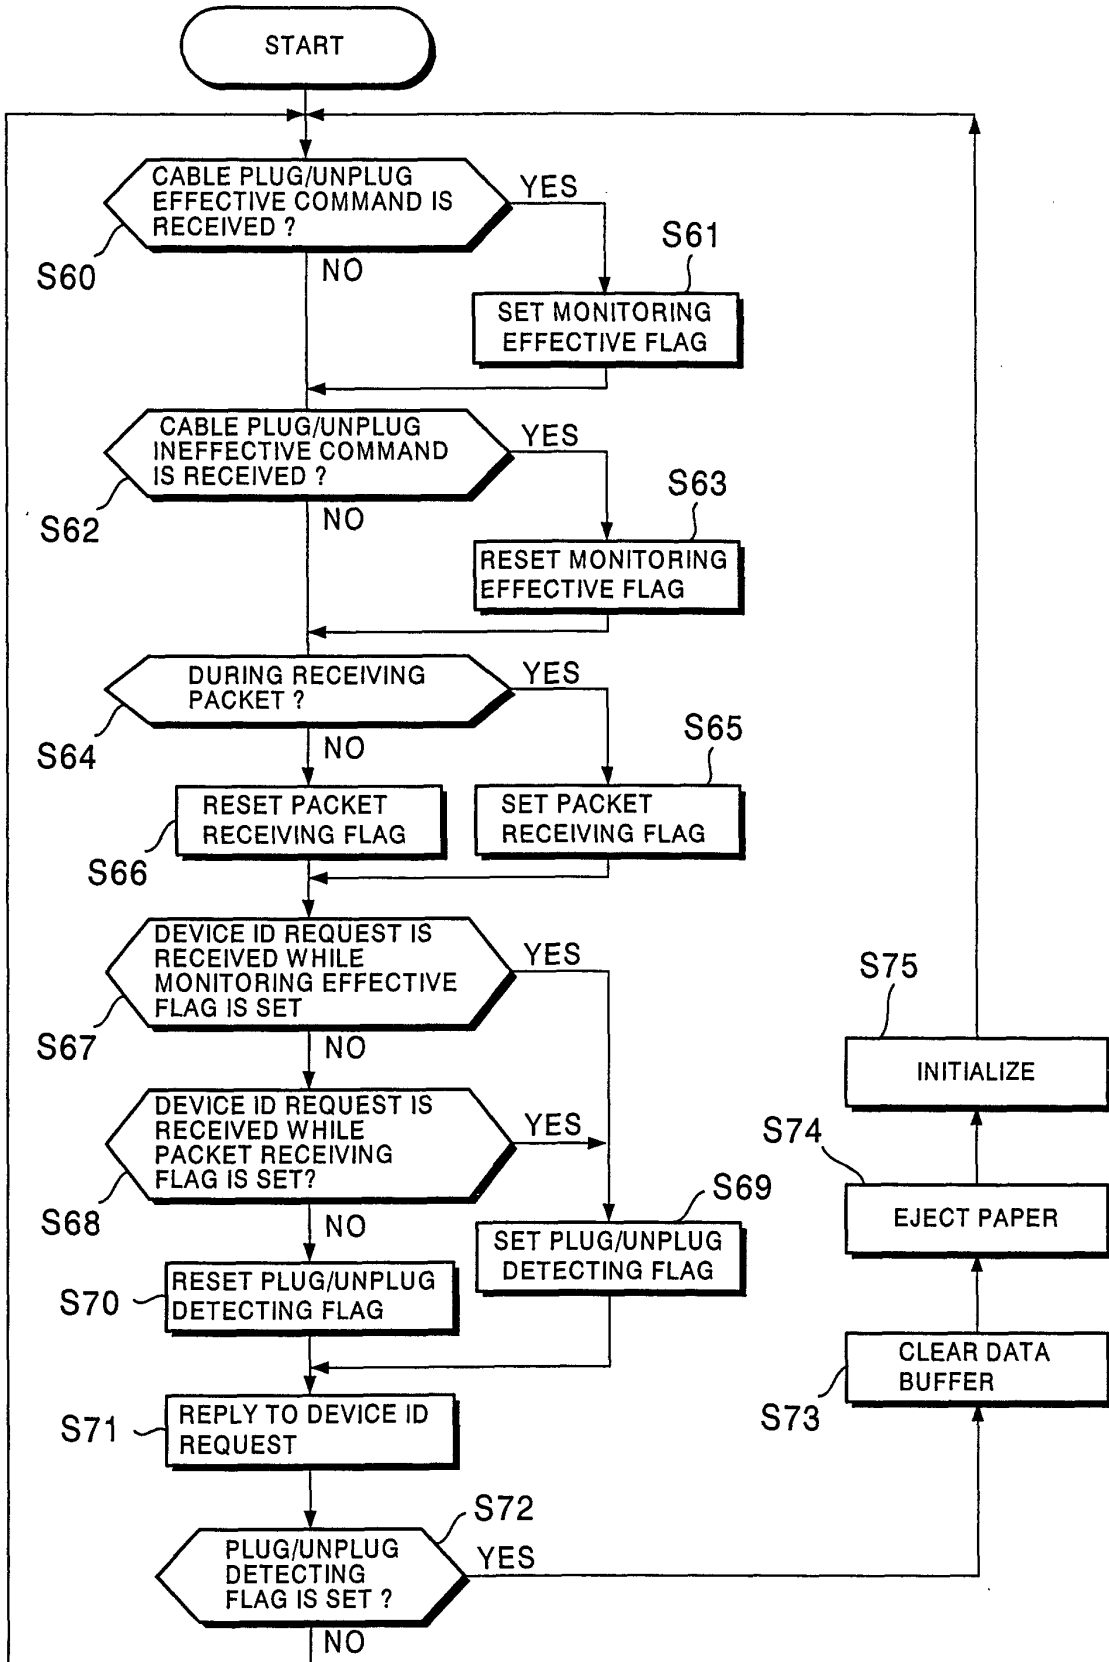 START
CABLE PLUG/UNPLUG
EFFECTIVE COMMAND IS
RECEIVED ?
YES
S60
NO
S61
SET MONITORING
EFFECTIVE FLAG
CABLE PLUG/UNPLUG
INEFFECTIVE COMMAND
IS RECEIVED ?
YES
S62
NO
S63
RESET MONITORING
EFFECTIVE FLAG
DURING RECEIVING
PACKET ?
YES
S64
NO
S65
RESET PACKET
RECEIVING FLAG
SET PACKET
RECEIVING FLAG
S66
DEVICE ID REQUEST IS
RECEIVED WHILE
MONITORING EFFECTIVE
FLAG IS SET
YES
S67
NO
DEVICE ID REQUEST IS
RECEIVED WHILE
PACKET RECEIVING
FLAG IS SET?
YES
S68
NO
S69
SET PLUG/UNPLUG
DETECTING FLAG
RESET PLUG/UNPLUG
DETECTING FLAG
S70
REPLY TO DEVICE ID
REQUEST
S71
S72
PLUG/UNPLUG
DETECTING
FLAG IS SET ?
YES
NO
S75
INITIALIZE
S74
EJECT PAPER
CLEAR DATA
BUFFER
S73